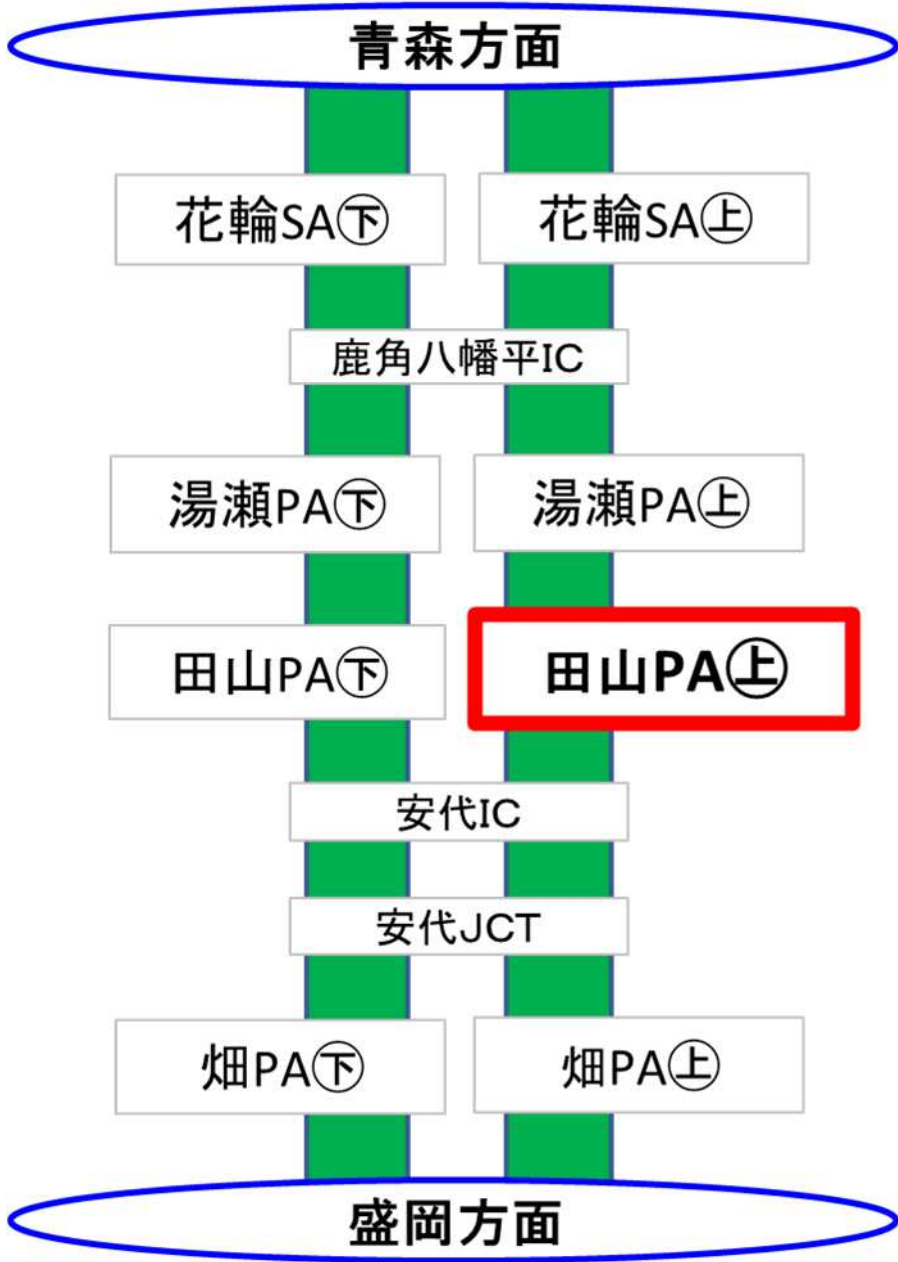 青森方面
花輪SA㊦ 花輪SA㊤
鹿角八幡平IC
湯瀬PA㊦ 湯瀬PA㊤
田山PA㊦ 田山PA㊤
安代IC
安代JCT
畑PA㊦ 畑PA㊤
盛岡方面